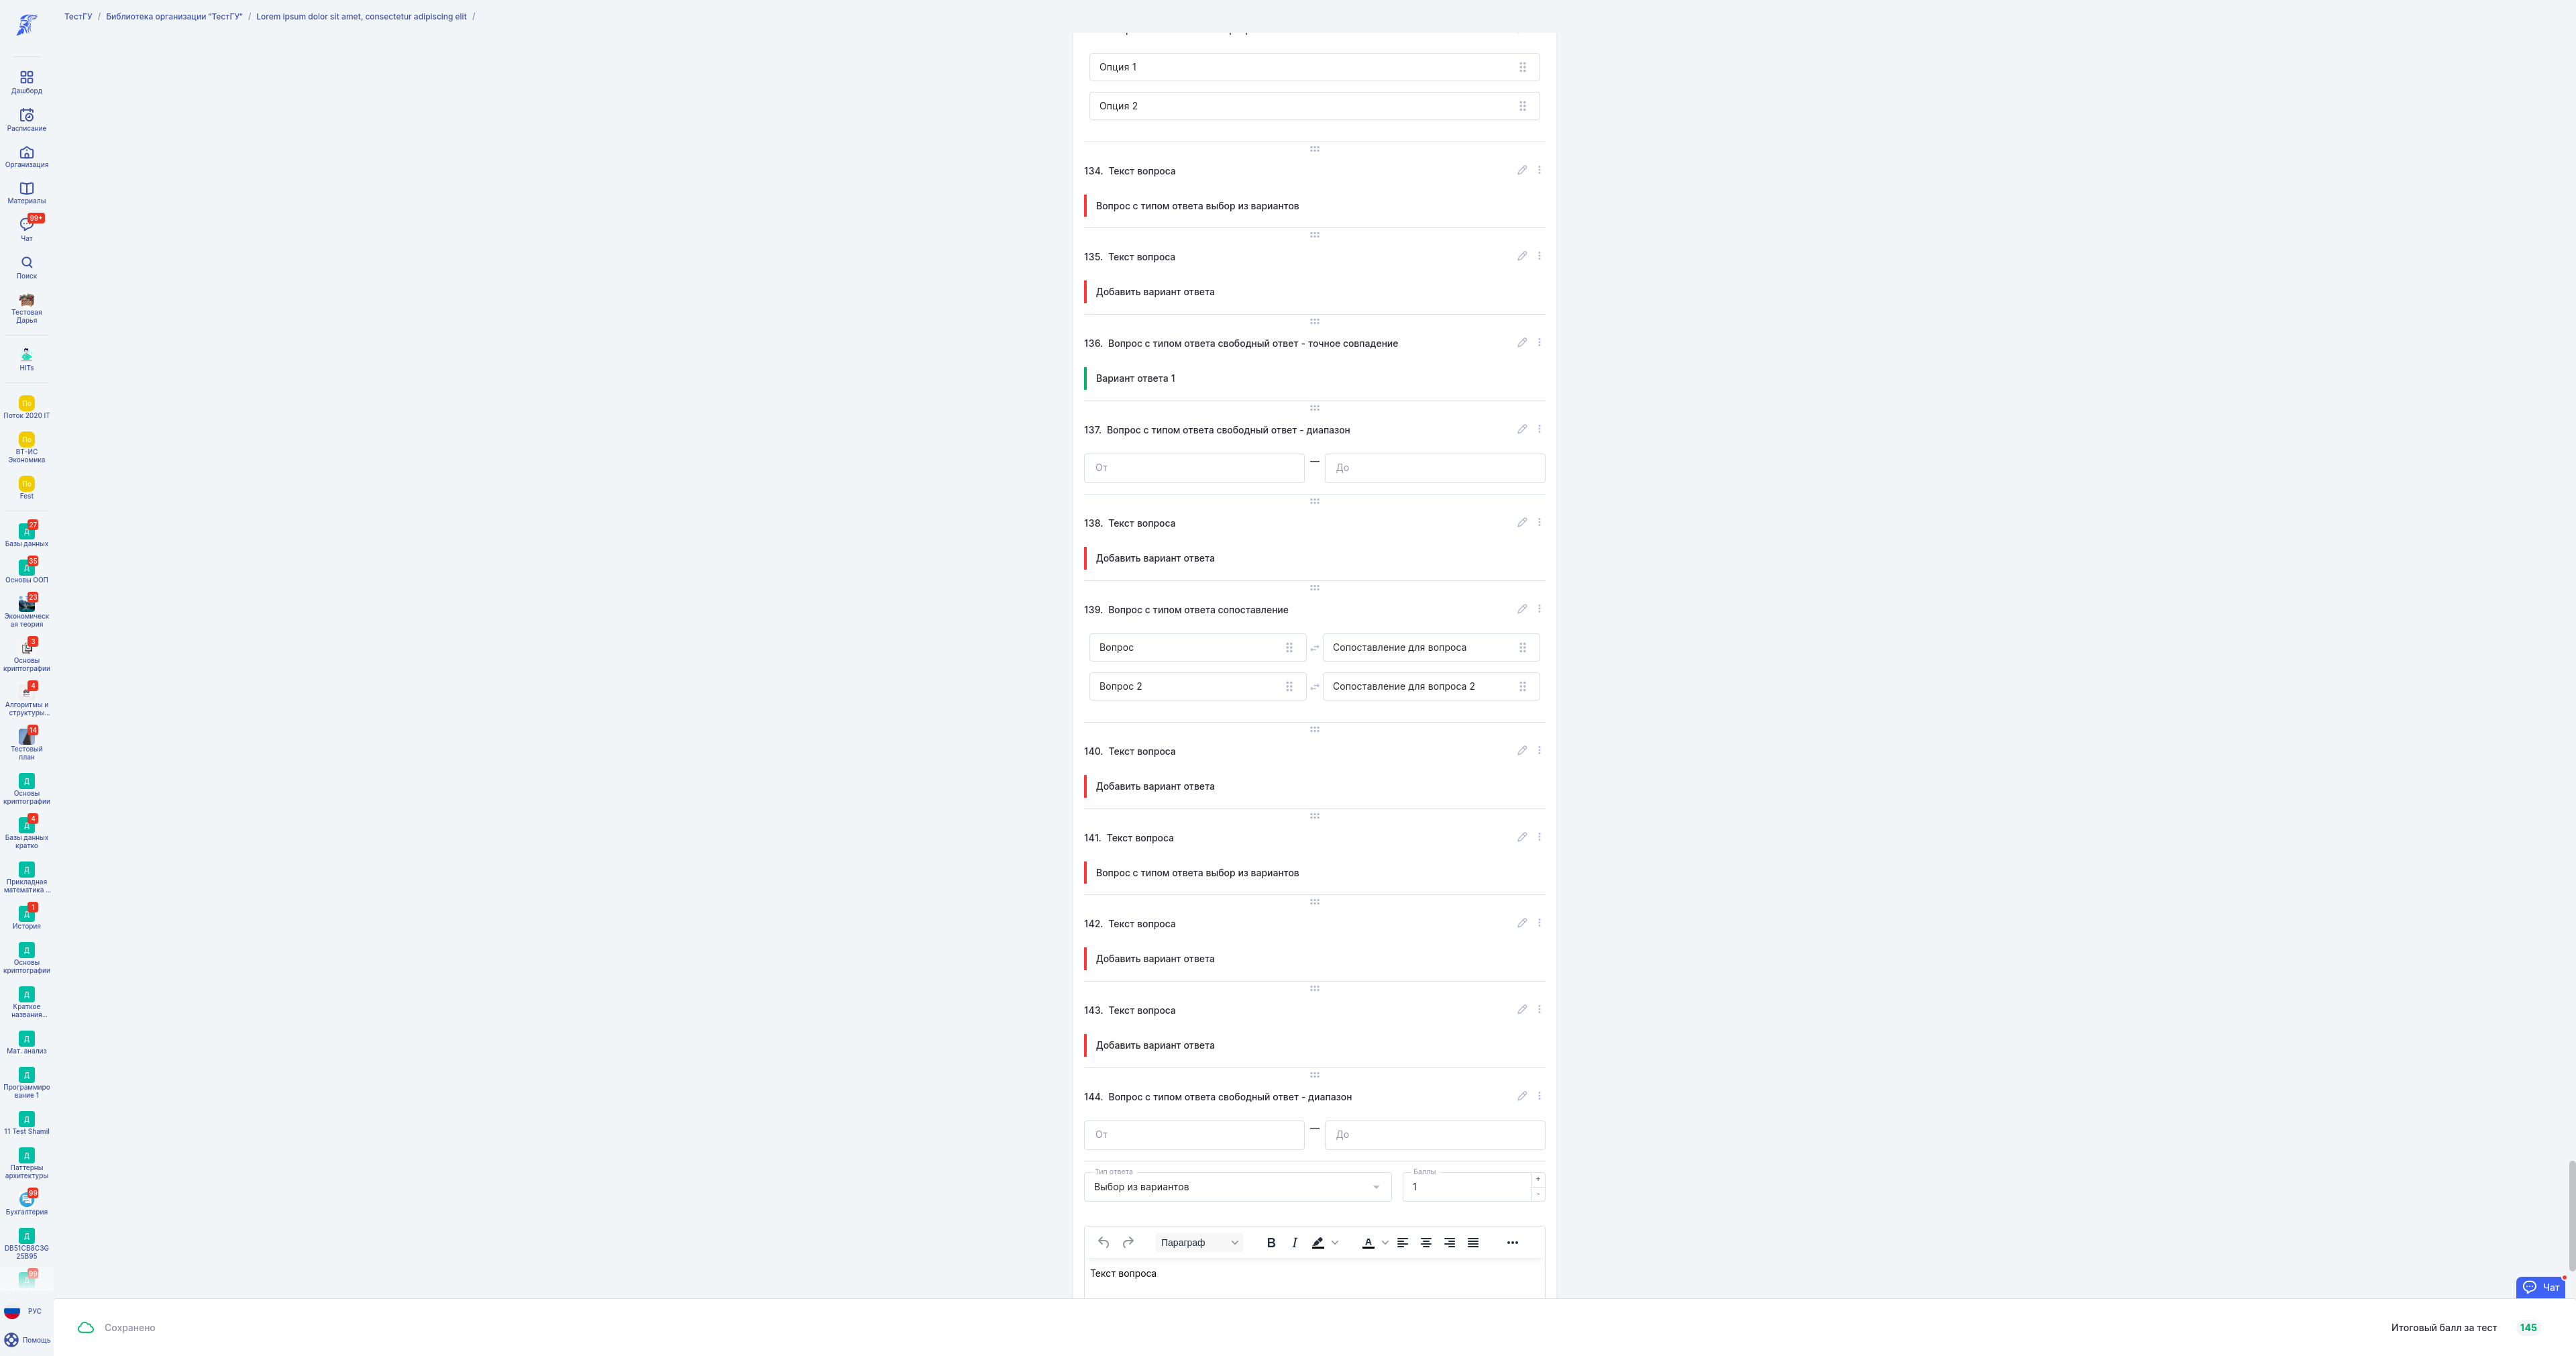 ТестГУ / Библиотека организации "ТестГУ" / Lorem ipsum dolor sit amet, consectetur adipiscing elit /
Дашборд
Расписание
Организация
Материалы
99+
Чат
Поиск
Тестовая
Дарья
HITs
По
Поток 2020 IT
По
ВТ-ИС
Экономика
По
Fest
27
Д
Базы данных
35
Д
Основы ООП
23
Экономическ
ая теория
3
Основы
криптографии
4
Алгоритмы и
структуры...
14
Тестовый
план
Д
Основы
криптографии
4
Д
Базы данных
кратко
Д
Прикладная
математика ...
1
Д
История
Д
Основы
криптографии
Д
Краткое
названия...
Д
Мат. анализ
Д
Программиро
вание 1
Д
11 Test Shamil
Д
Паттерны
архитектуры
99
Бухгалтерия
Д
DB51CB8C3G
25B95
99
Д
РУС
Помощь
Опция 1
Опция 2
134. Текст вопроса
Вопрос с типом ответа выбор из вариантов
135. Текст вопроса
Добавить вариант ответа
136. Вопрос с типом ответа свободный ответ - точное совпадение
Вариант ответа 1
137. Вопрос с типом ответа свободный ответ - диапазон
От — До
138. Текст вопроса
Добавить вариант ответа
139. Вопрос с типом ответа сопоставление
Вопрос Сопоставление для вопроса
Вопрос 2 Сопоставление для вопроса 2
140. Текст вопроса
Добавить вариант ответа
141. Текст вопроса
Вопрос с типом ответа выбор из вариантов
142. Текст вопроса
Добавить вариант ответа
143. Текст вопроса
Добавить вариант ответа
144. Вопрос с типом ответа свободный ответ - диапазон
От — До
Тип ответа Баллы
Выбор из вариантов 1 + -
Параграф B I A
Текст вопроса
Чат
Сохранено
Итоговый балл за тест 145